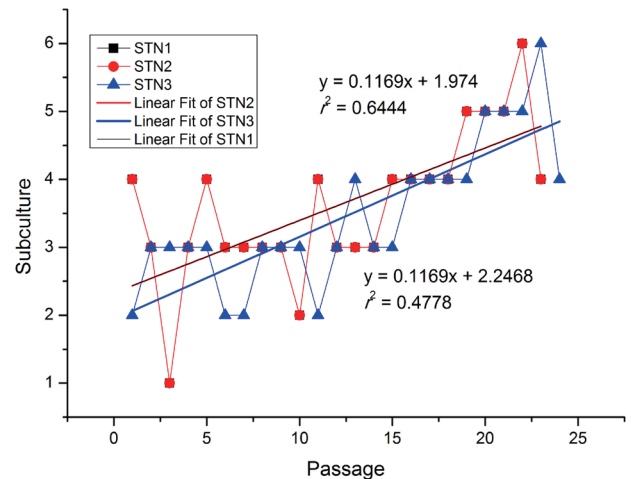 STN1
STN2
STN3
Linear Fit of STN2
Linear Fit of STN3
Linear Fit of STN1
y = 0.1169x + 1.974
r² = 0.6444
y = 0.1169x + 2.2468
r² = 0.4778
Subculture
6
5
4
3
2
1
0 5 10 15 20 25
Passage